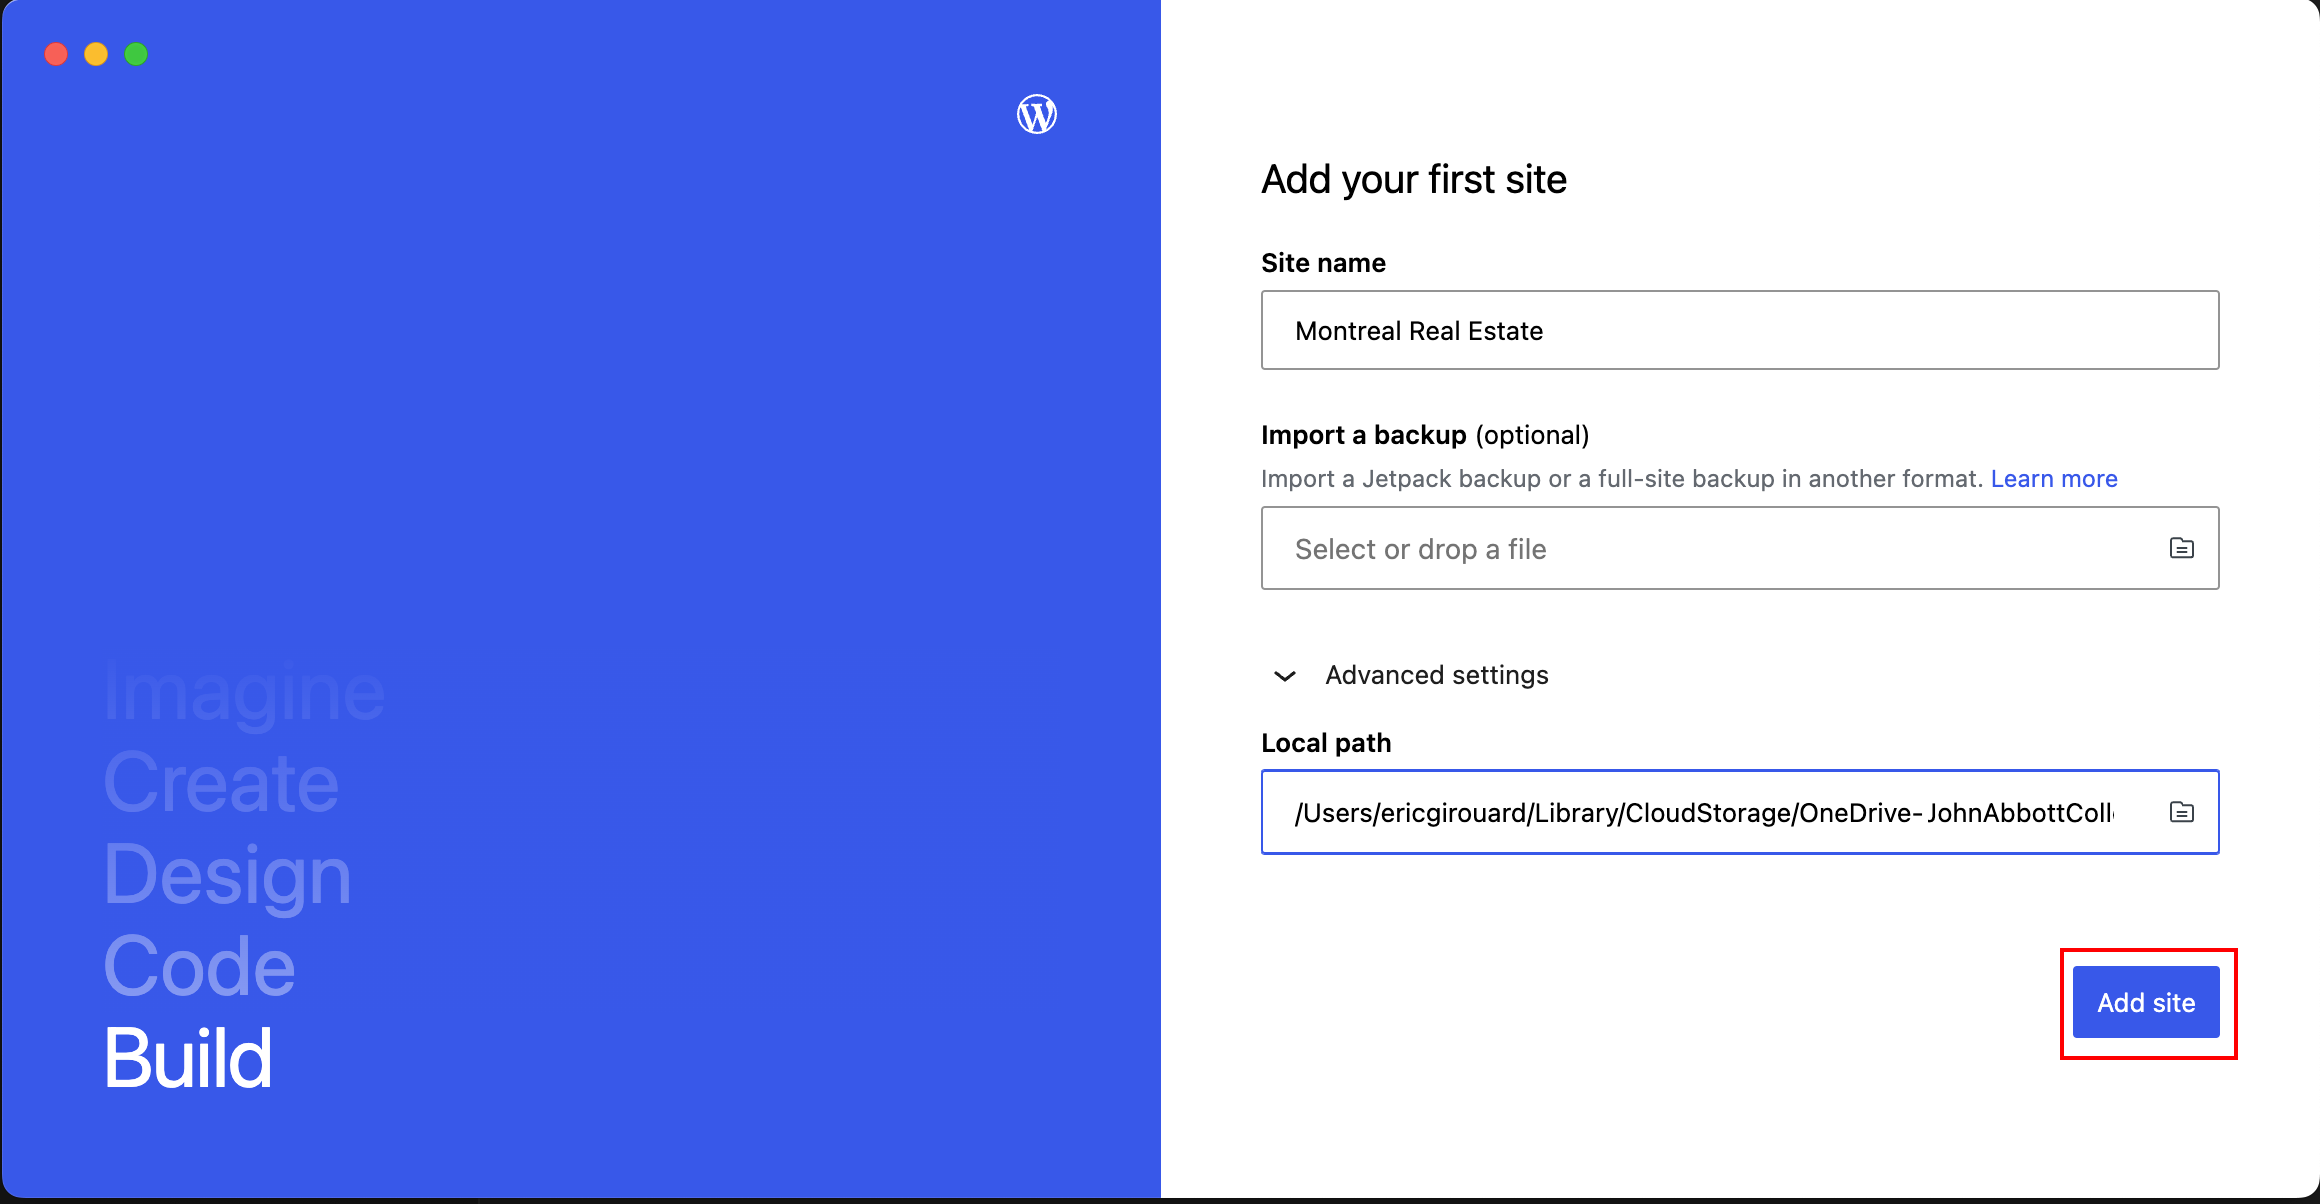 Imagine
Create
Design
Code
Build
Add your first site
Site name
Montreal Real Estate
Import a backup (optional)
Import a Jetpack backup or a full-site backup in another format. Learn more
Select or drop a file
Advanced settings
Local path
/Users/ericgirouard/Library/CloudStorage/OneDrive-JohnAbbottColl
Add site